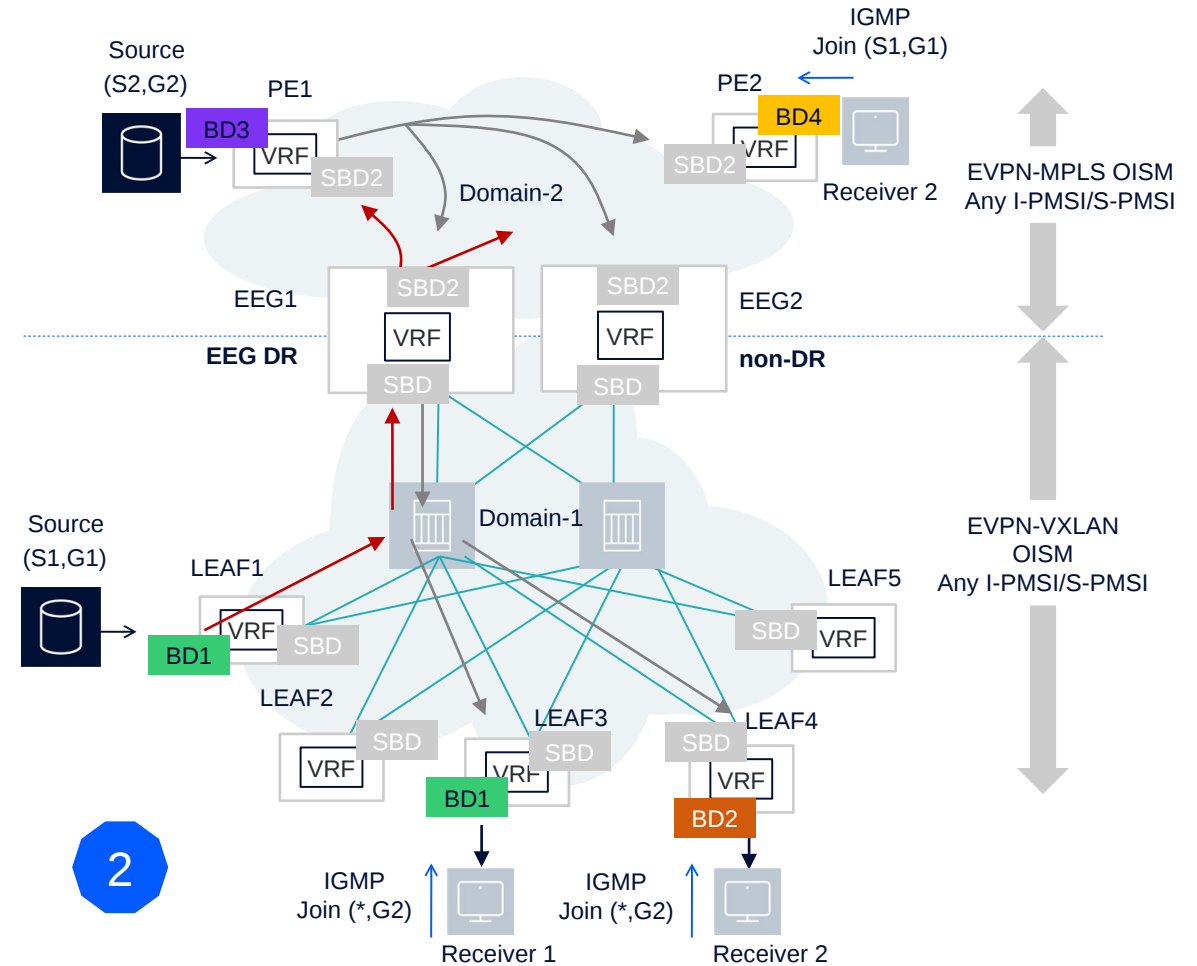 IGMP
Join (S1,G1)
Source
(S2,G2)
PE1
PE2
BD3
VRF
SBD2
BD4
VRF
SBD2
Receiver 2
Domain-2
EVPN-MPLS OISM
Any I-PMSI/S-PMSI
EEG1
SBD2
VRF
SBD
SBD2
VRF
SBD
EEG2
EEG DR
non-DR
Domain-1
Source
(S1,G1)
LEAF1
VRF
SBD
BD1
EVPN-VXLAN
OISM
Any I-PMSI/S-PMSI
LEAF5
SBD
VRF
LEAF2
SBD
VRF
LEAF3
SBD
VRF
BD1
LEAF4
SBD
VRF
BD2
2
IGMP
Join (*,G2)
IGMP
Join (*,G2)
Receiver 1
Receiver 2